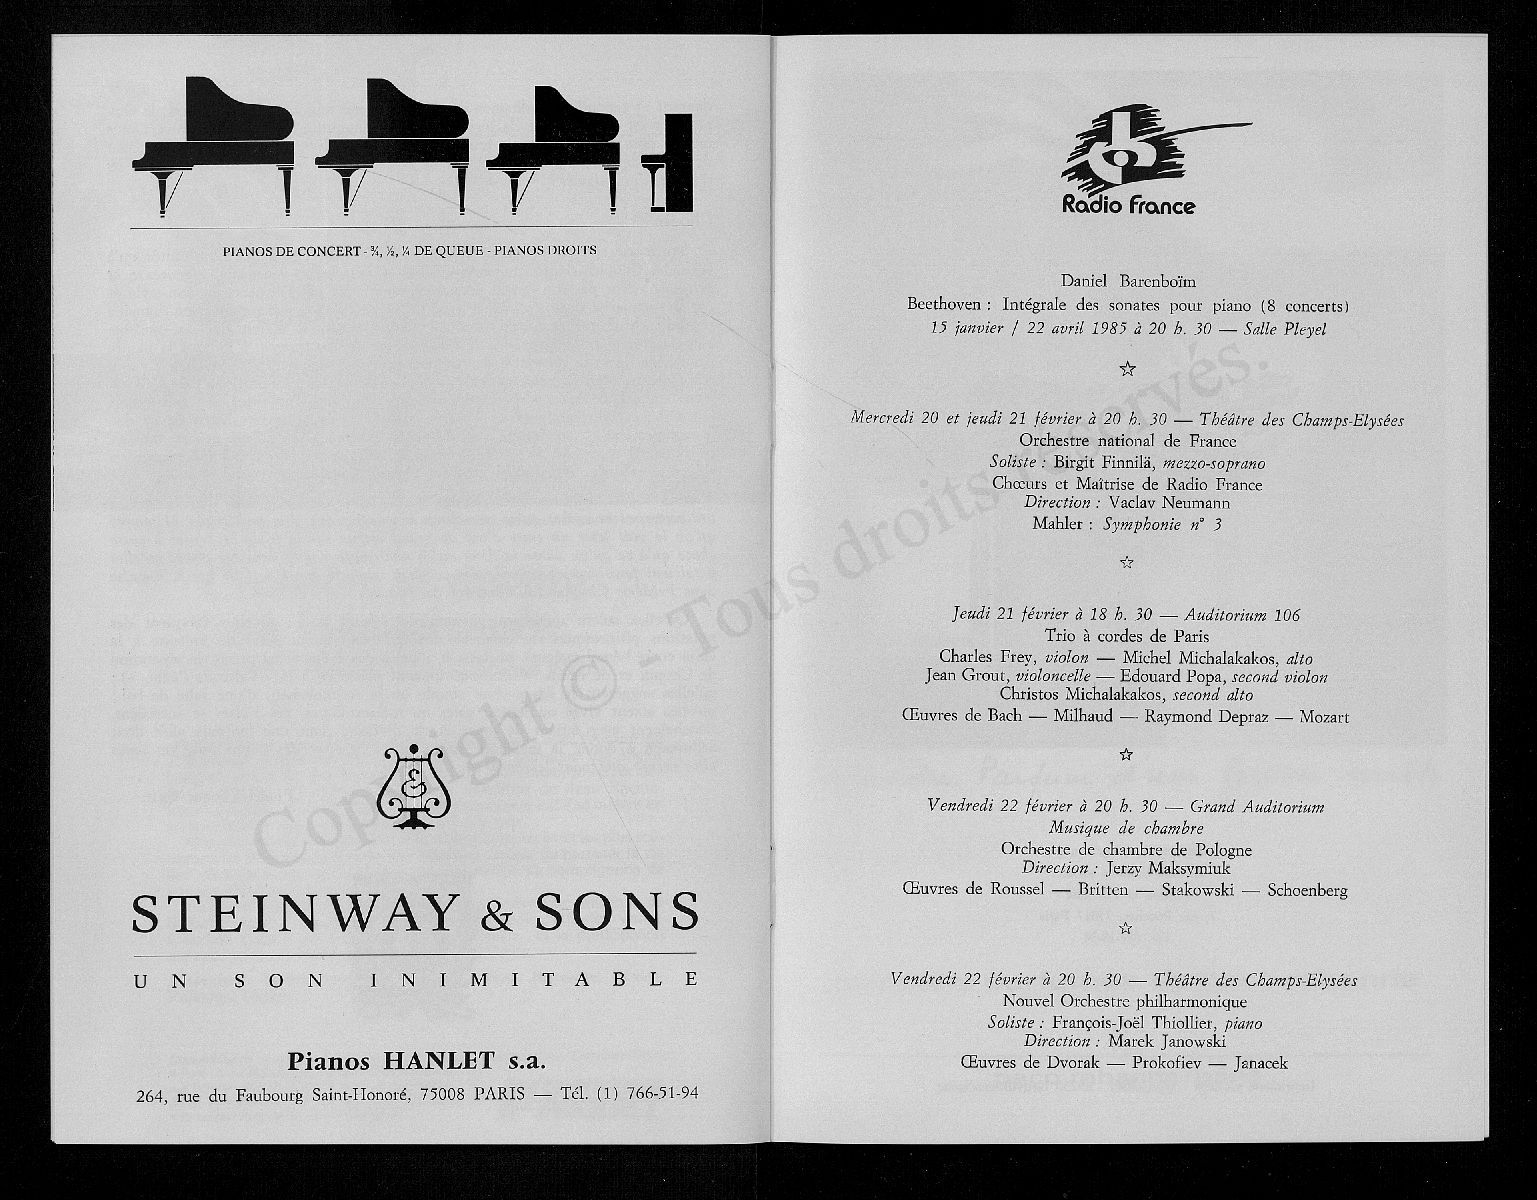 PIANOS DE CONCERT - ¾, ½, ¼ DE QUEUE - PIANOS DROITS
&
STEINWAY & SONS
UN SON INIMITABLE
Pianos HANLET s.a.
264, rue du Faubourg Saint-Honoré, 75008 PARIS — Tél. (1) 766-51-94
Radio France
Daniel Barenboïm
Beethoven : Intégrale des sonates pour piano (8 concerts)
15 janvier / 22 avril 1985 à 20 h. 30 — Salle Pleyel
Mercredi 20 et jeudi 21 février à 20 h. 30 — Théâtre des Champs-Elysées
Orchestre national de France
Soliste : Birgit Finnilä, mezzo-soprano
Chœurs et Maîtrise de Radio France
Direction : Vaclav Neumann
Mahler : Symphonie n° 3
Jeudi 21 février à 18 h. 30 — Auditorium 106
Trio à cordes de Paris
Charles Frey, violon — Michel Michalakakos, alto
Jean Grout, violoncelle — Edouard Popa, second violon
Christos Michalakakos, second alto
Œuvres de Bach — Milhaud — Raymond Depraz — Mozart
Vendredi 22 février à 20 h. 30 — Grand Auditorium
Musique de chambre
Orchestre de chambre de Pologne
Direction : Jerzy Maksymiuk
Œuvres de Roussel — Britten — Stakowski — Schoenberg
Vendredi 22 février à 20 h. 30 — Théâtre des Champs-Elysées
Nouvel Orchestre philharmonique
Soliste : François-Joël Thiollier, piano
Direction : Marek Janowski
Œuvres de Dvorak — Prokofiev — Janacek
Copyright © - Tous droits réservés.